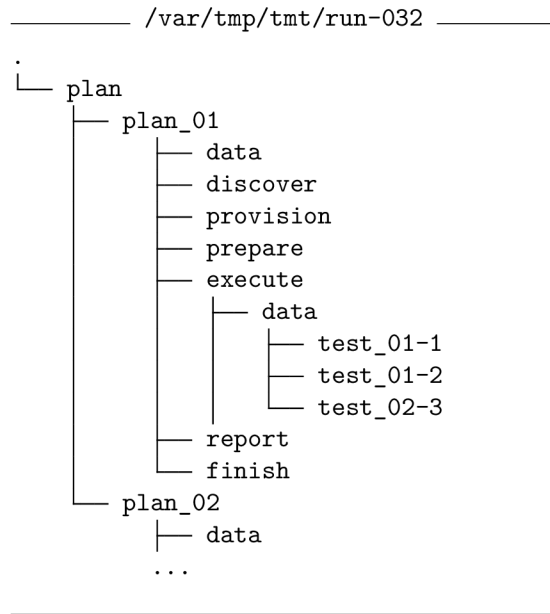 /var/tmp/tmt/run-032
.
plan
plan_01
data
discover
provision
prepare
execute
data
test_01-1
test_01-2
test_02-3
report
finish
plan_02
data
...